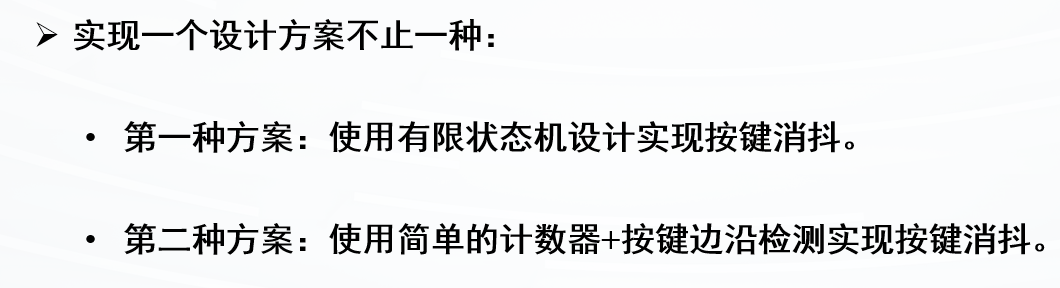 ➢ 实现一个设计方案不止一种：
• 第一种方案：使用有限状态机设计实现按键消抖。
• 第二种方案：使用简单的计数器+按键边沿检测实现按键消抖。